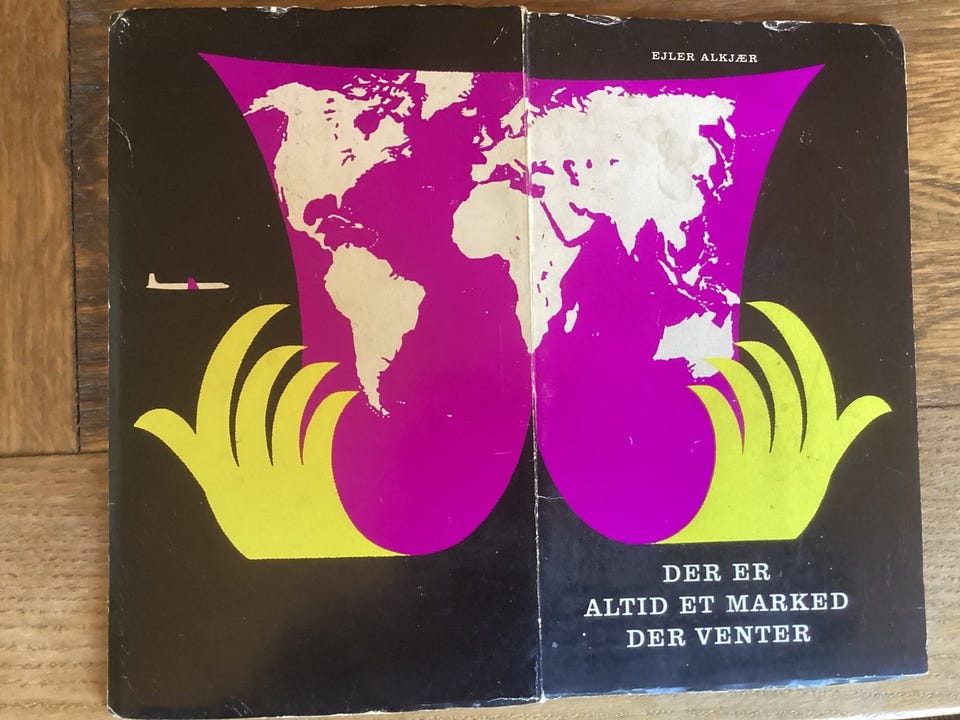 EJLER ALKJÆR
DER ER
ALTID ET MARKED
DER VENTER